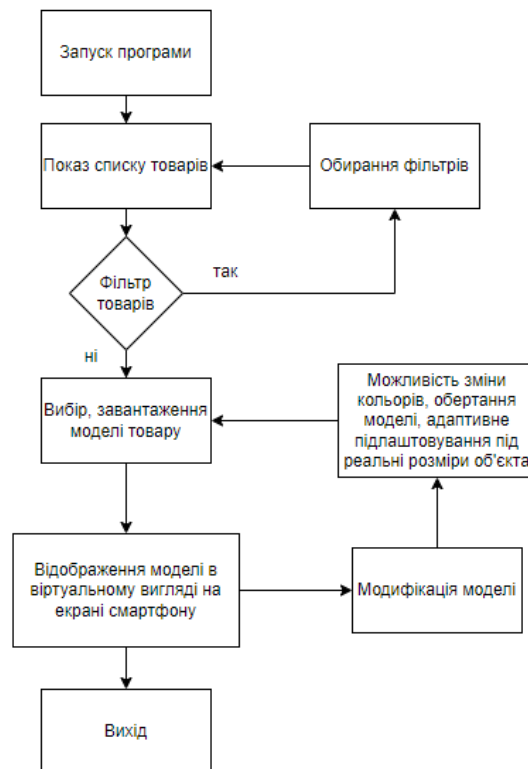 Запуск програми
Показ списку товарів
Обирання фільтрів
Фільтр
товарів
так
ні
Вибір, завантаження
моделі товару
Можливість зміни
кольорів, обертання
моделі, адаптивне
підлаштовування під
реальні розміри об'єкта
Відображення моделі в
віртуальному вигляді на
екрані смартфону
Модифікація моделі
Вихід